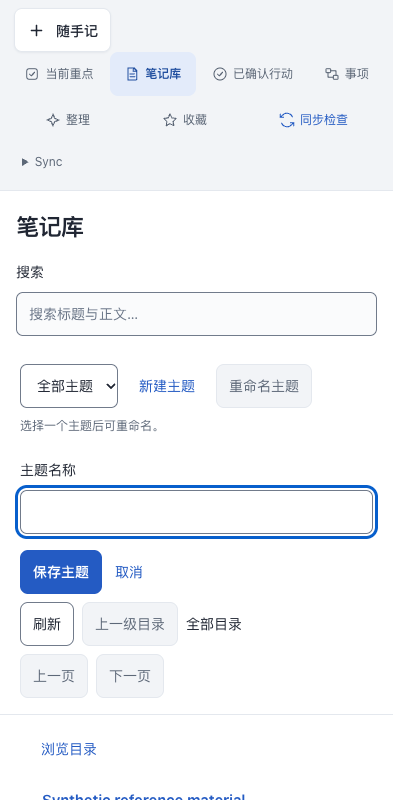 随手记
当前重点 笔记库 已确认行动 事项
整理 收藏 同步检查
Sync
笔记库
搜索
搜索标题与正文...
全部主题 新建主题 重命名主题
选择一个主题后可重命名。
主题名称
保存主题 取消
刷新 上一级目录 全部目录
上一页 下一页
浏览目录
Synthetic reference material